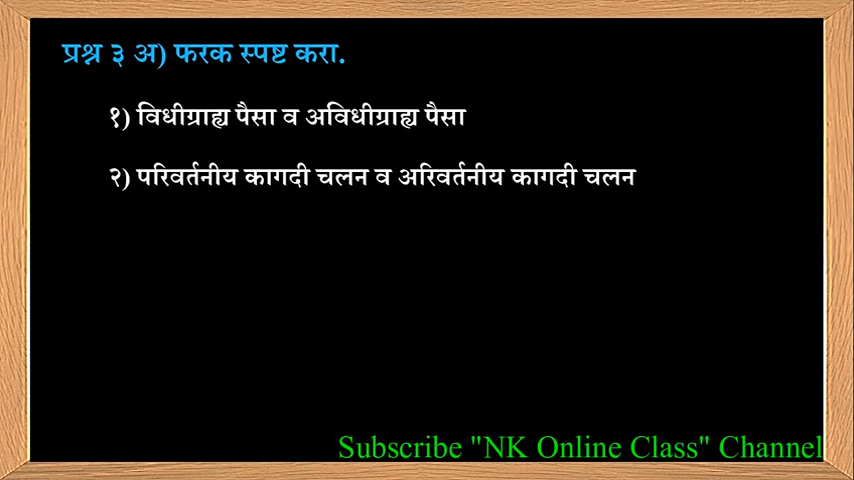 प्रश्न ३ अ) फरक स्पष्ट करा.
१) विधीग्राह्य पैसा व अविधीग्राह्य पैसा
२) परिवर्तनीय कागदी चलन व अरिवर्तनीय कागदी चलन
Subscribe "NK Online Class" Channel